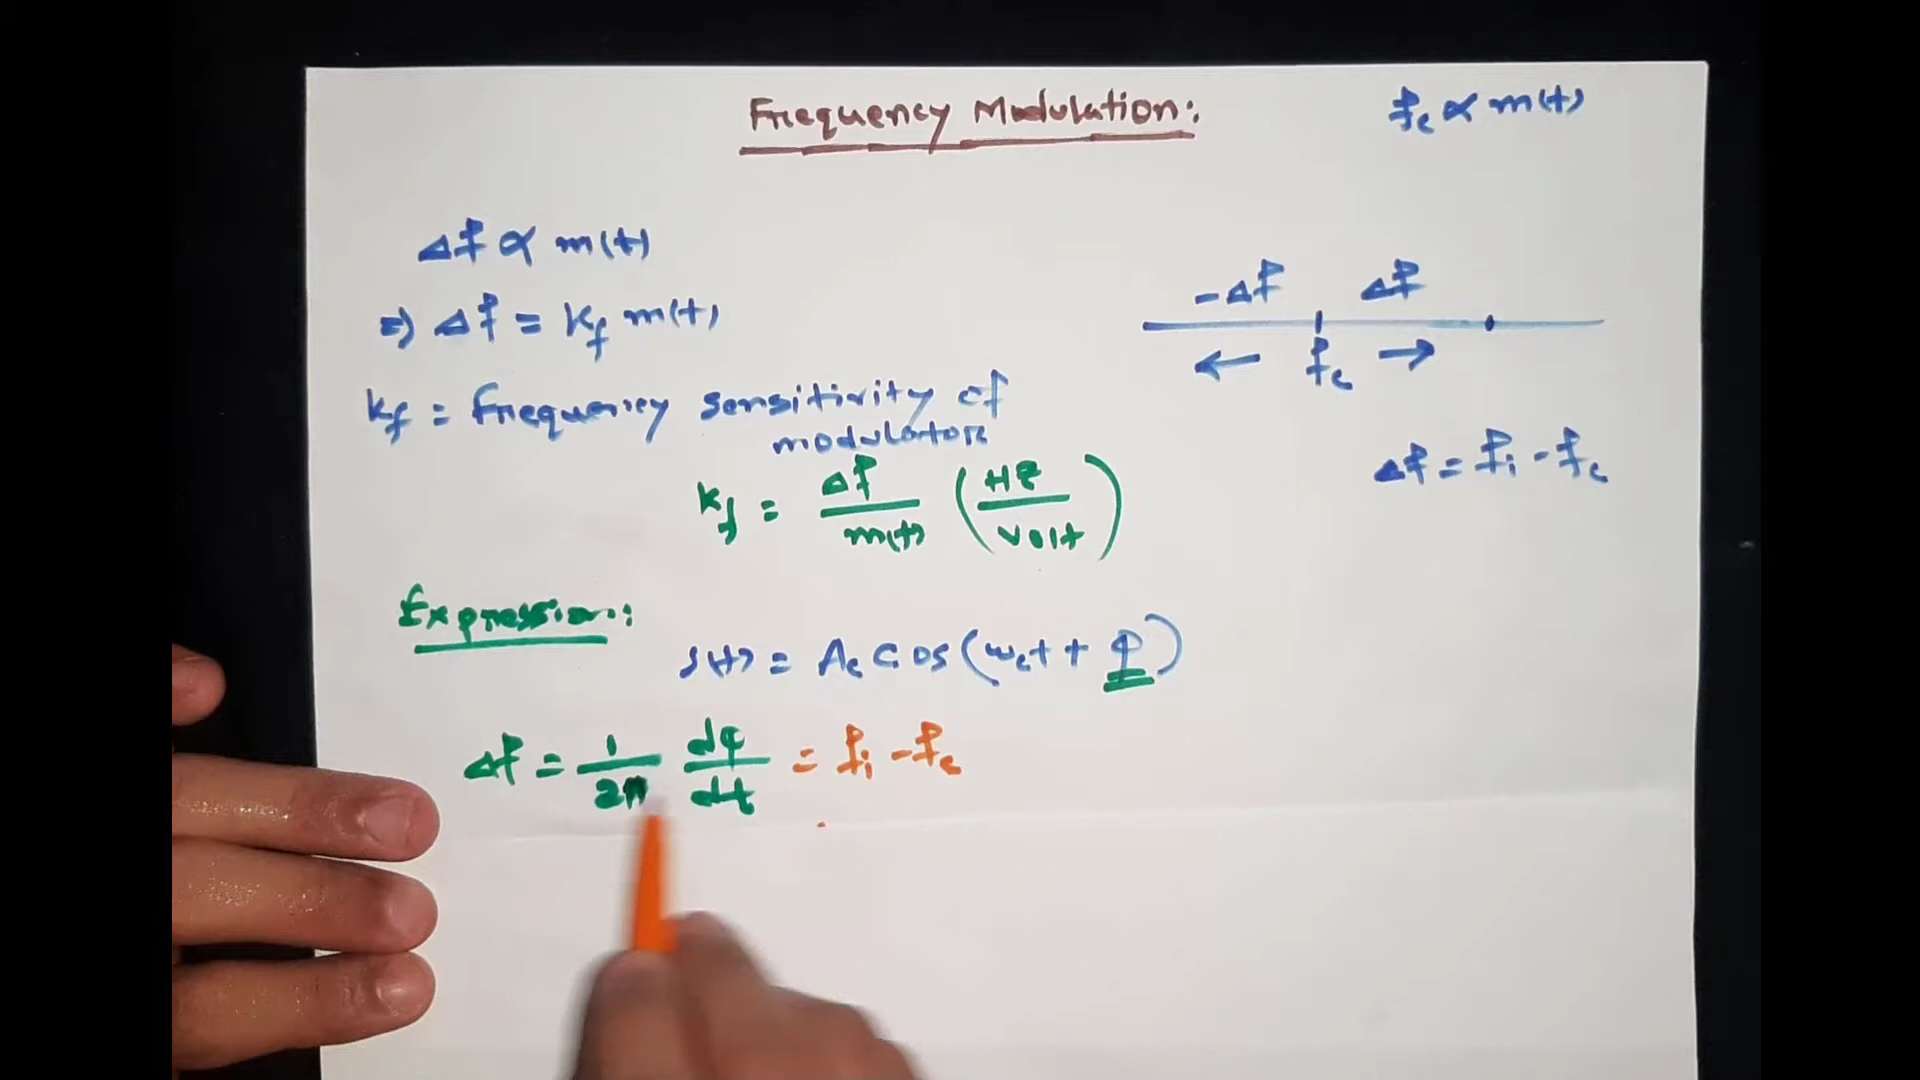 Frequency Modulation:
fc ∝ m(t)
Δf ∝ m(t)
⇒ Δf = kf m(t)
-Δf Δf
← fc →
kf = Frequency sensitivity of
modulator
Δf = fi - fc
kf = Δf / m(t) (Hz / Volt)
Expression:
s(t) = Ac cos(ωct + φ)
Δf = 1/2π dφ/dt = fi - fc